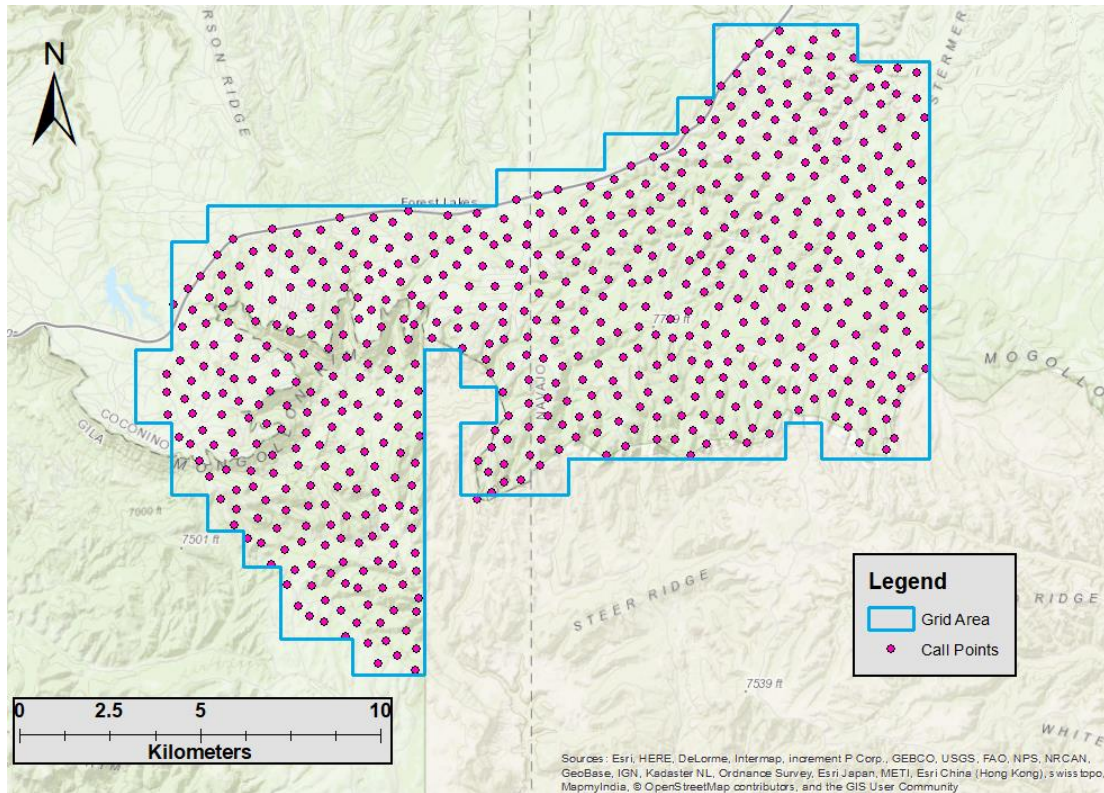 RSON RIDGE
STERMER
N
Forest Lakes
7749 ft
MOGOLLO
NAVAJO
COCONINO
GILA
MONGOLLON RIM
7000 ft
7501 ft
STEER RIDGE
RIDGE
7539 ft
WHITE
Legend
Grid Area
Call Points
0 2.5 5 10
Kilometers
Sources: Esri, HERE, DeLorme, Intermap, increment P Corp., GEBCO, USGS, FAO, NPS, NRCAN,
GeoBase, IGN, Kadaster NL, Ordnance Survey, Esri Japan, METI, Esri China (Hong Kong), swisstopo,
MapmyIndia, © OpenStreetMap contributors, and the GIS User Community